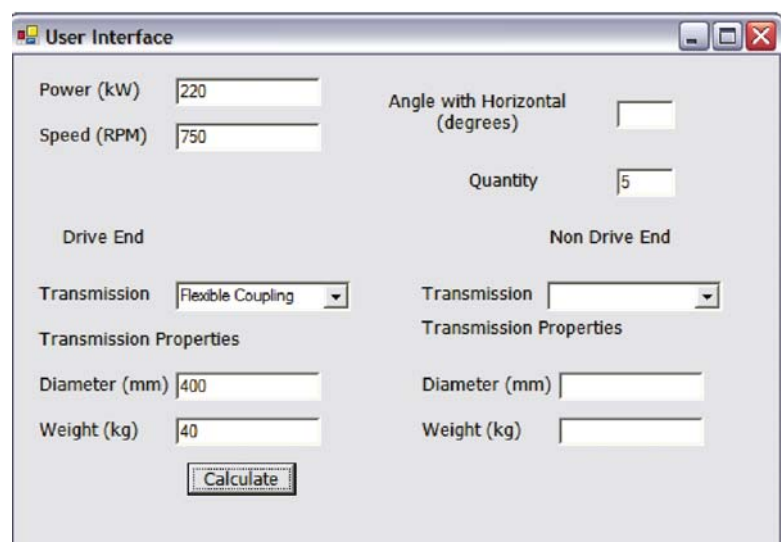 User Interface
Power (kW) 220
Angle with Horizontal
(degrees)
Speed (RPM) 750
Quantity 5
Drive End Non Drive End
Transmission Flexible Coupling Transmission
Transmission Properties Transmission Properties
Diameter (mm) 400 Diameter (mm)
Weight (kg) 40 Weight (kg)
Calculate